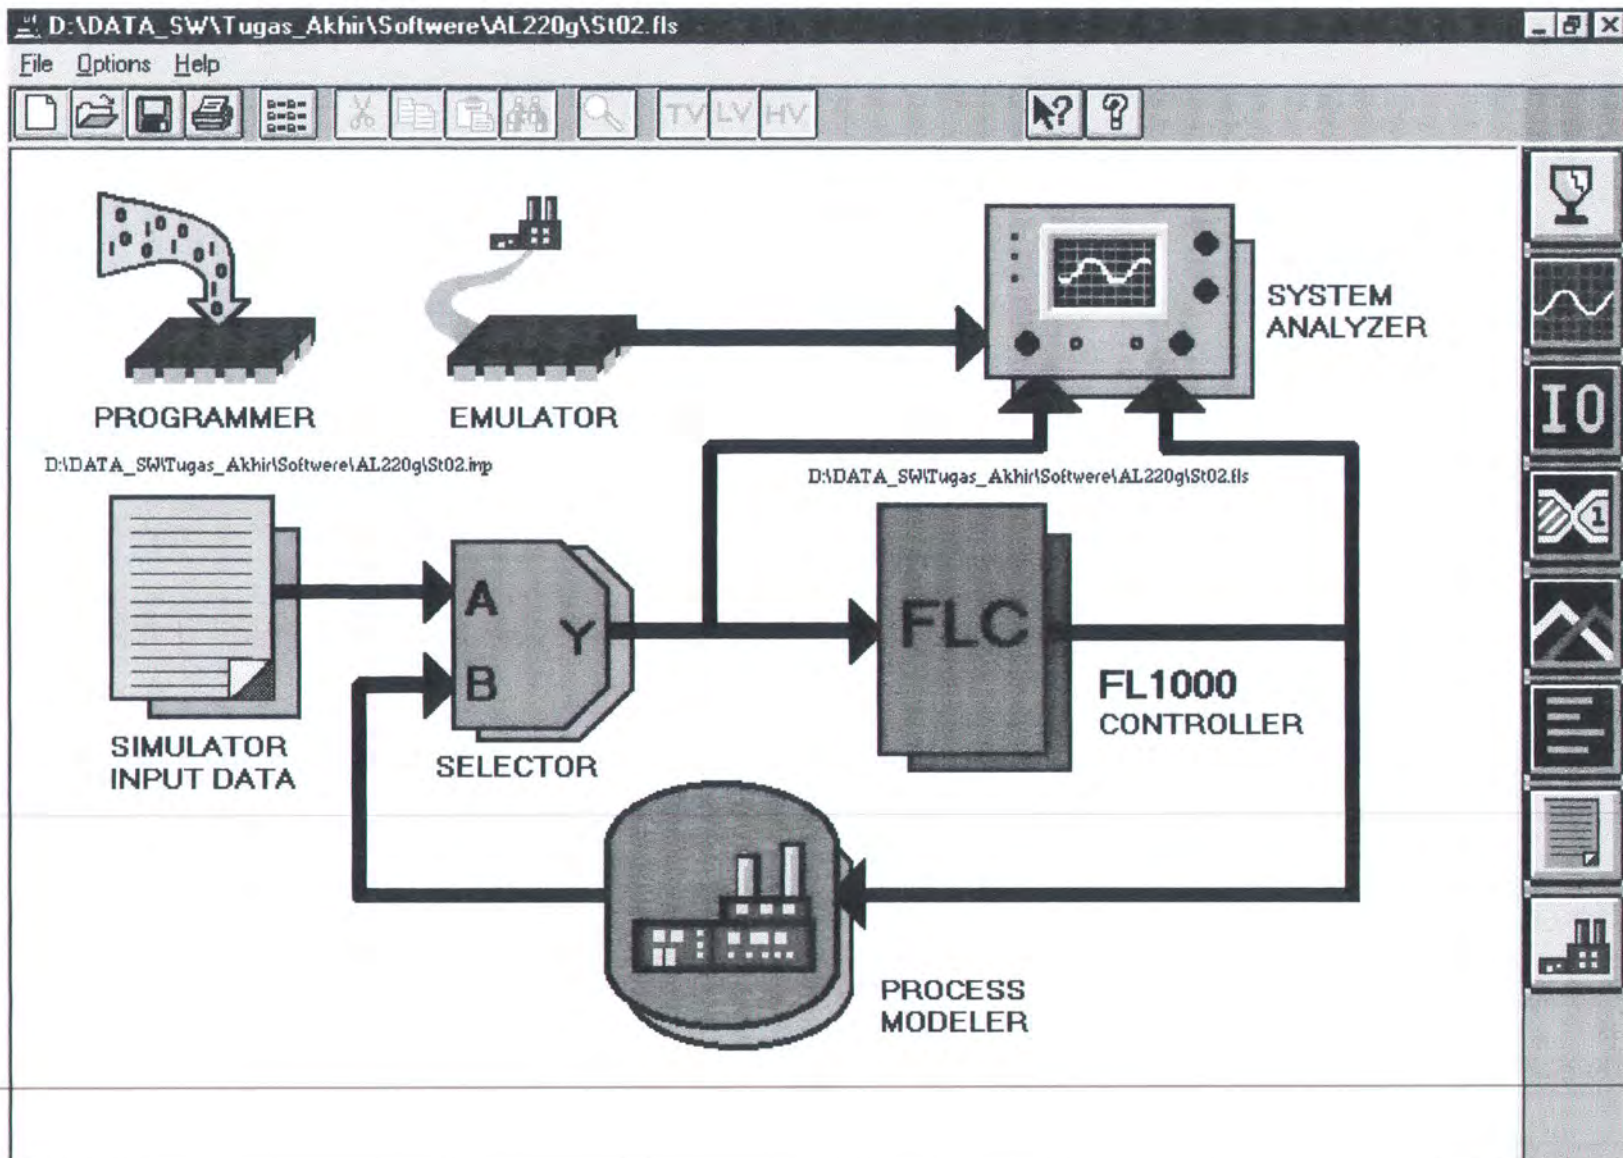 D:\DATA_SW\Tugas_Akhir\Softwere\AL220g\St02.fls
File Options Help
TV LV HV
PROGRAMMER
EMULATOR
SYSTEM
ANALYZER
D:\DATA_SW\Tugas_Akhir\Softwere\AL220g\St02.inp
D:\DATA_SW\Tugas_Akhir\Softwere\AL220g\St02.fls
IO
1
A
B
Y
FLC
FL1000
CONTROLLER
SIMULATOR
INPUT DATA
SELECTOR
PROCESS
MODELER